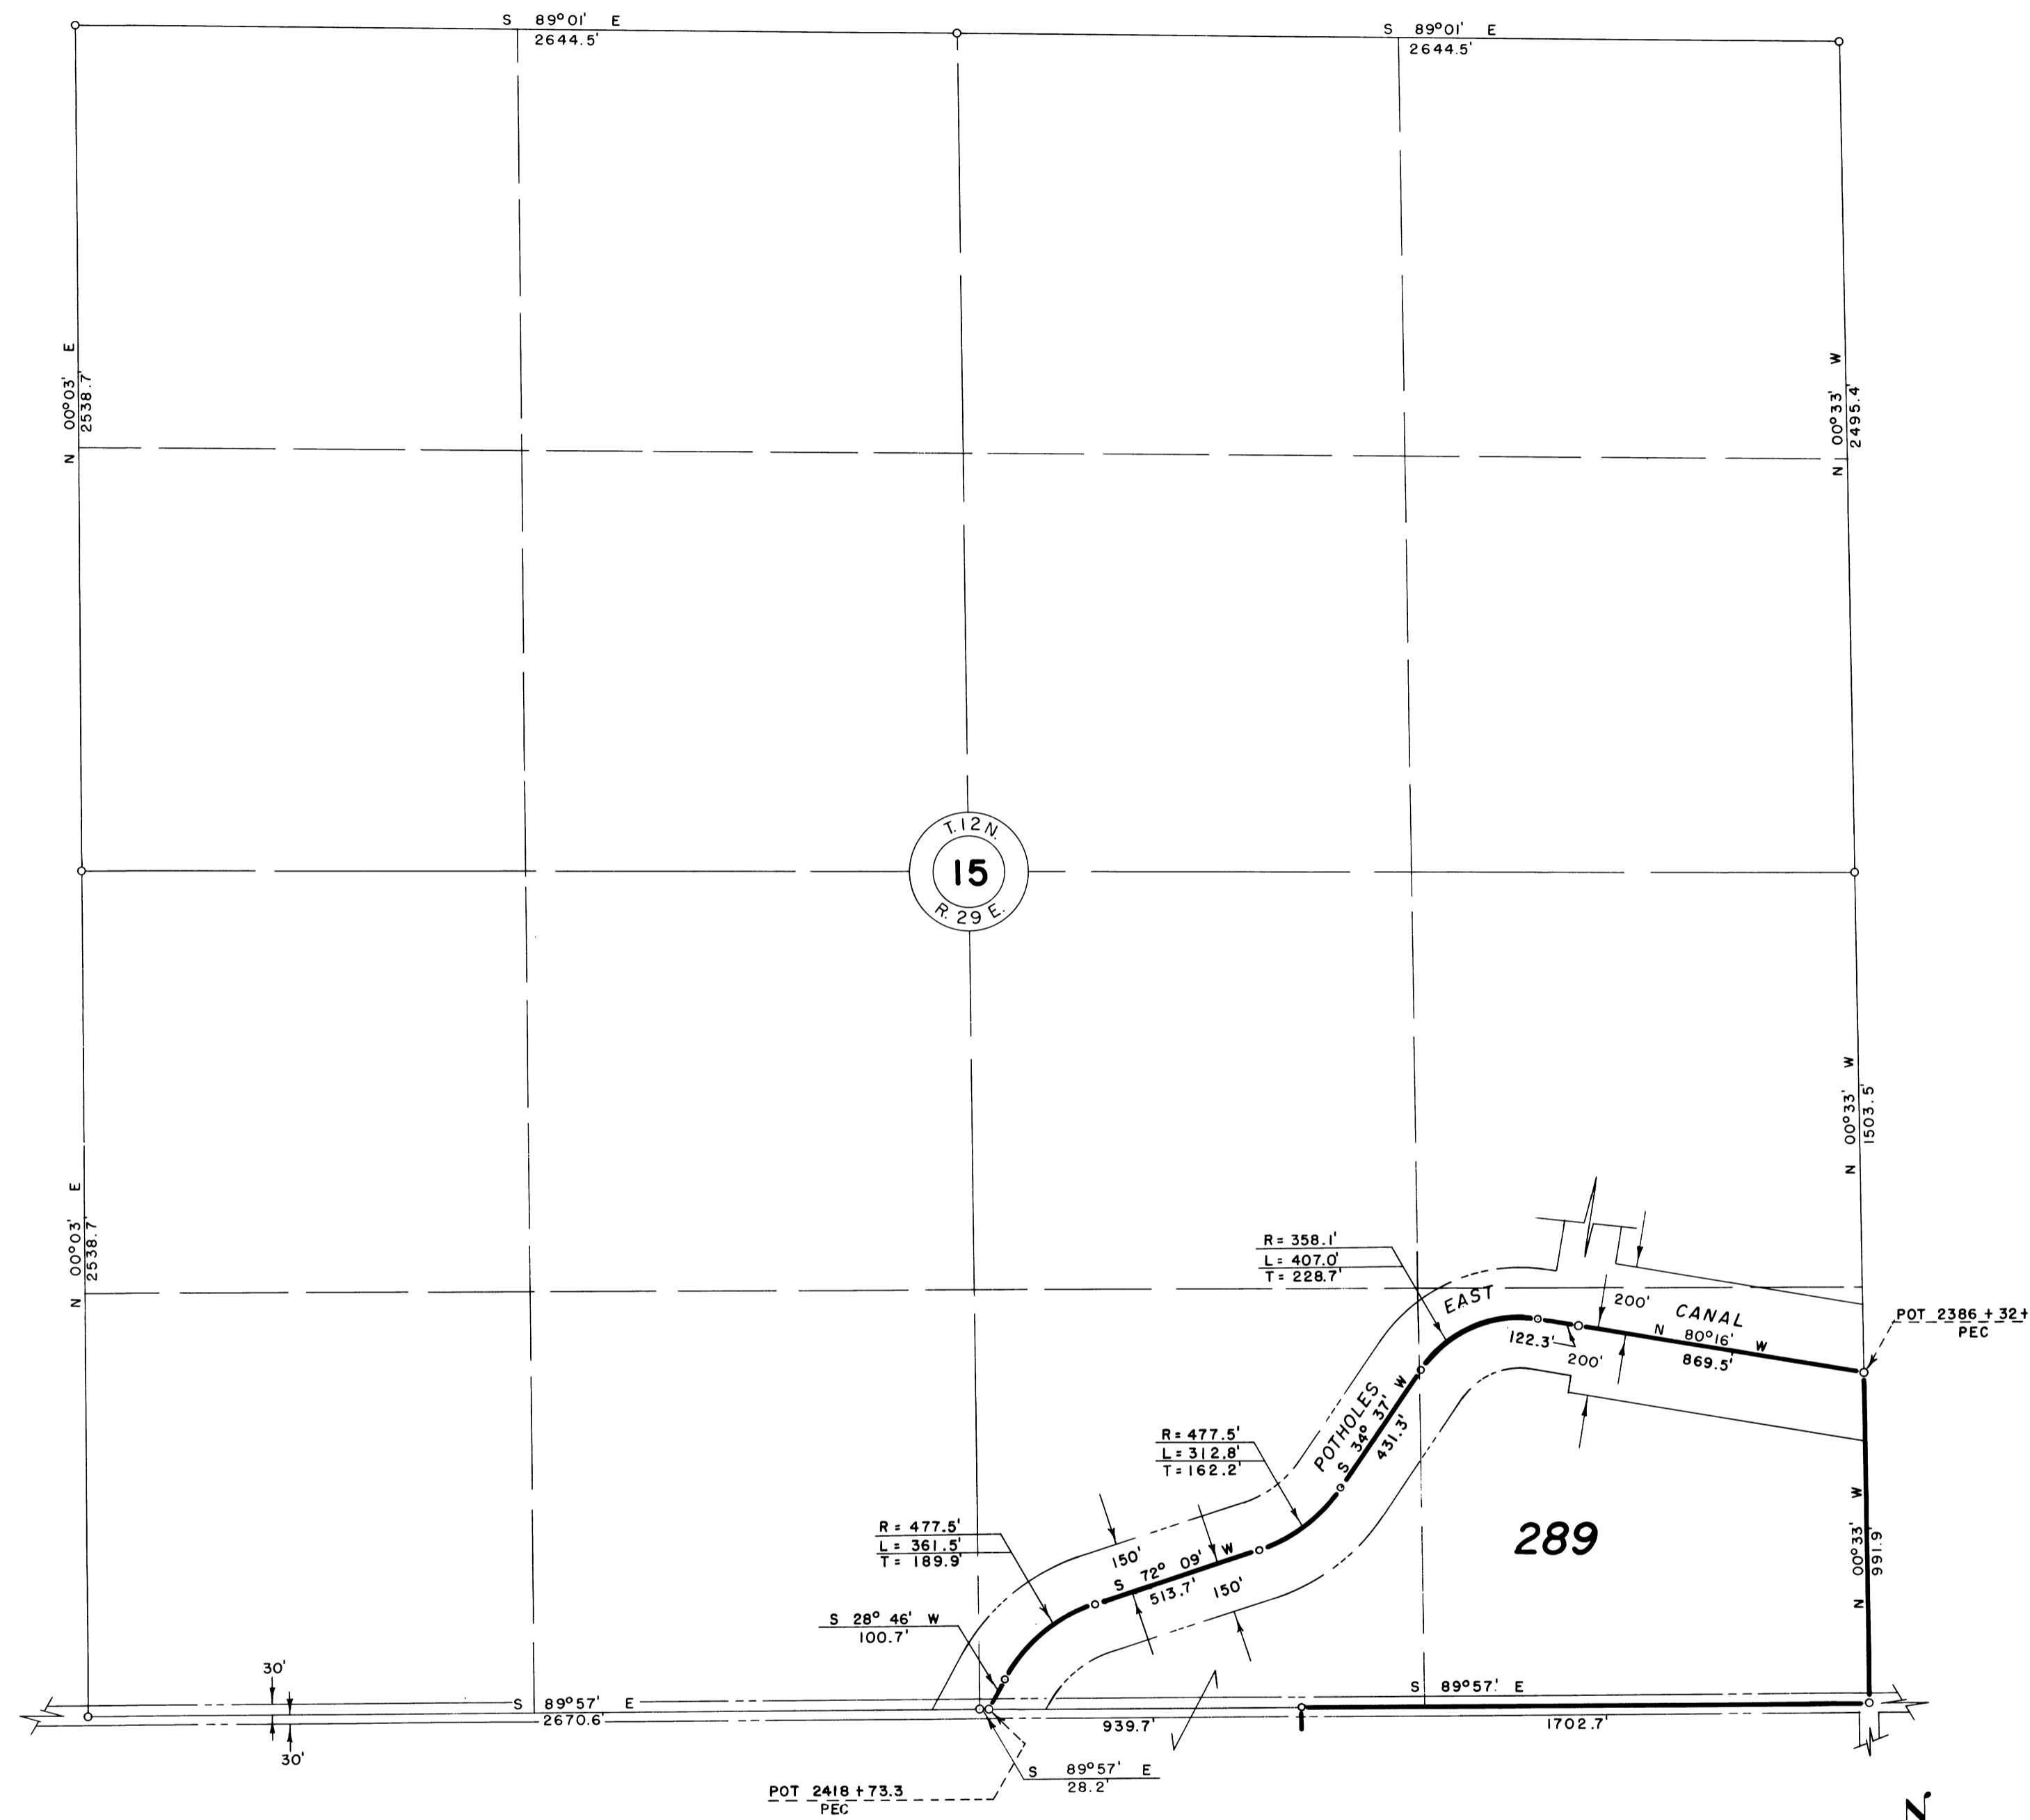 S 89°01' E
2644.5'
S 89°01' E
2644.5'
N 00°03' E
2538.7'
N 00°33' W
2495.4'
T. 12 N.
15
R. 29 E.
N 00°33' W
1503.5'
N 00°03' E
2538.7'
R = 358.1'
L = 407.0'
T = 228.7'
EAST
200'
CANAL
POT 2386 + 32+
PEC
122.3'
N 80°16' W
869.5'
200'
POTHOLES
S 34° 37' W
431.3'
R = 477.5'
L = 312.8'
T = 162.2'
289
R = 477.5'
L = 361.5'
T = 189.9'
150'
S 72° 09' W
513.7'
150'
N 00°33' W
991.9'
S 28° 46' W
100.7'
30'
S 89°57' E
2670.6'
S 89°57' E
939.7'
1702.7'
30'
S 89°57' E
28.2'
POT 2418 + 73.3
PEC
N.